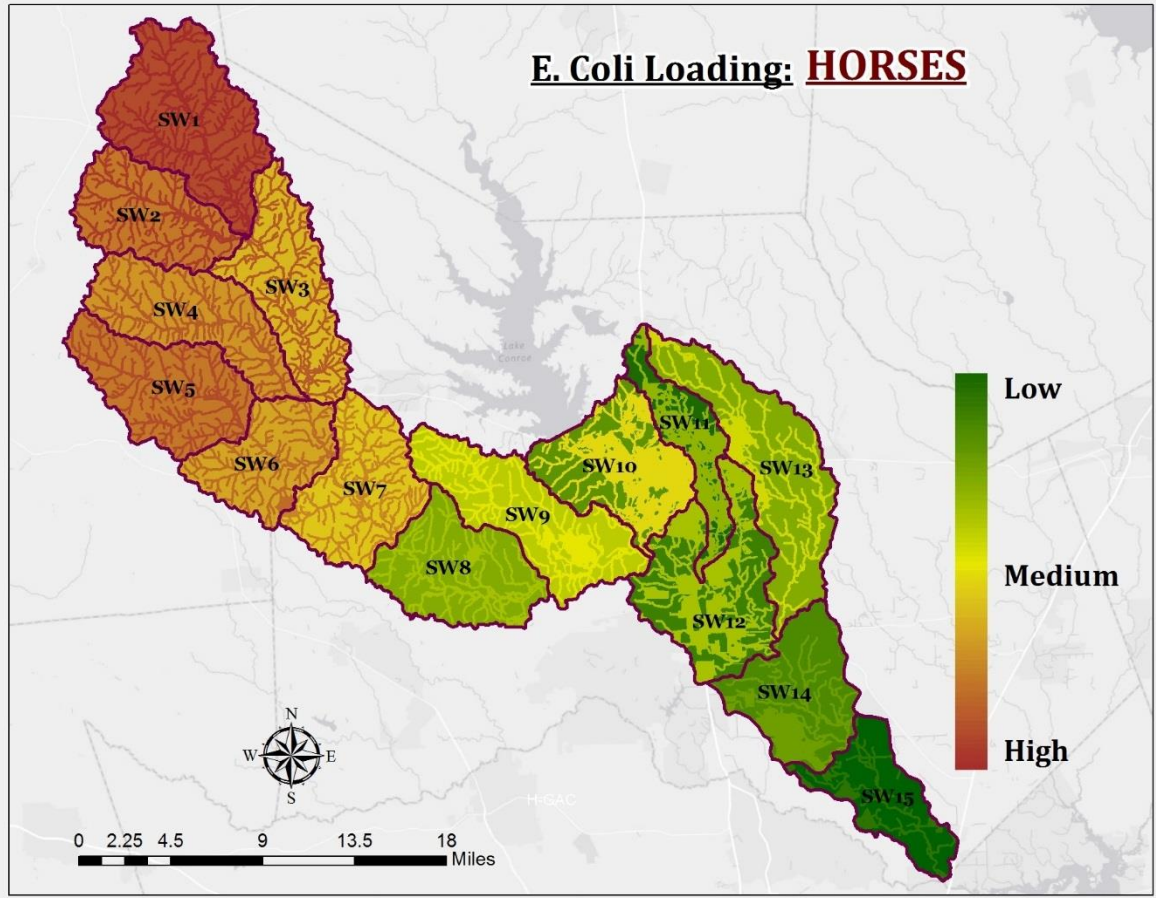 E. Coli Loading: HORSES
SW1
SW2
SW3
SW4
SW5
SW6
SW7
SW8
SW9
SW10
SW11
SW12
SW13
SW14
SW15
Lake
Conroe
Low
Medium
High
N
W E
S
H-GAC
0 2.25 4.5 9 13.5 18
Miles